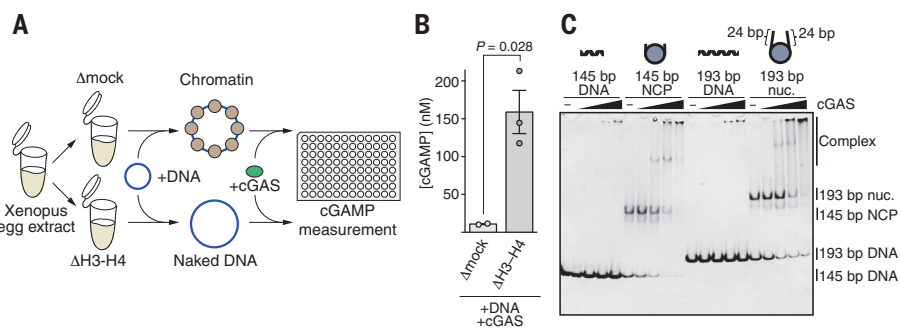 A
Δmock
Chromatin
+DNA
+cGAS
Xenopus
egg extract
cGAMP
measurement
ΔH3-H4
Naked DNA
B
P = 0.028
[cGAMP] (nM)
200
150
100
50
Δmock
ΔH3–H4
+DNA
+cGAS
C
24 bp
24 bp
145 bp
DNA
145 bp
NCP
193 bp
DNA
193 bp
nuc.
– – – – cGAS
Complex
193 bp nuc.
145 bp NCP
193 bp DNA
145 bp DNA